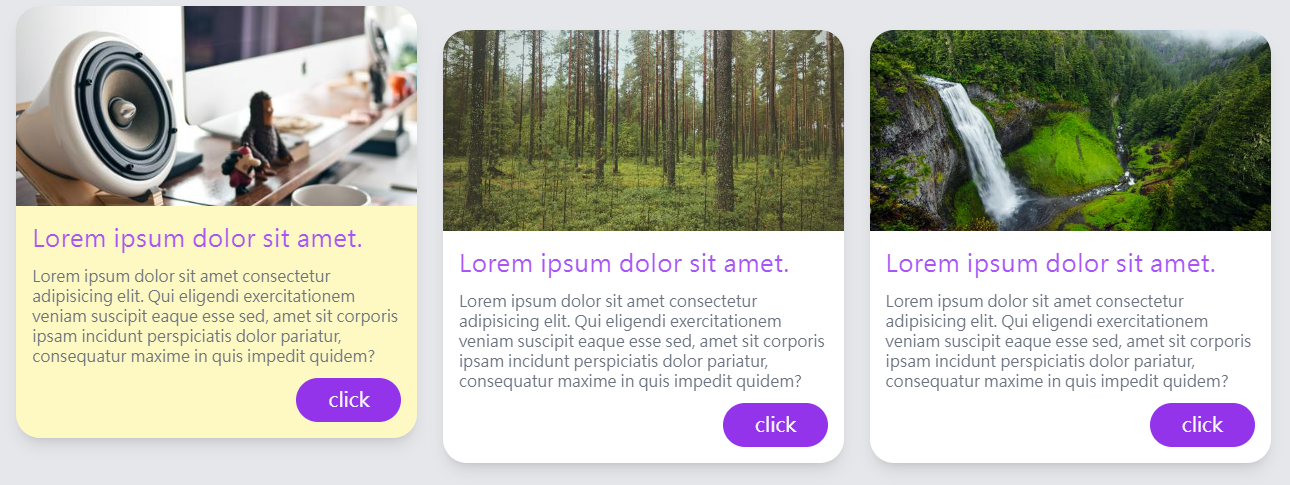 Lorem ipsum dolor sit amet.
Lorem ipsum dolor sit amet consectetur
adipisicing elit. Qui eligendi exercitationem
veniam suscipit eaque esse sed, amet sit corporis
ipsam incidunt perspiciatis dolor pariatur,
consequatur maxime in quis impedit quidem?
click
Lorem ipsum dolor sit amet.
Lorem ipsum dolor sit amet consectetur
adipisicing elit. Qui eligendi exercitationem
veniam suscipit eaque esse sed, amet sit corporis
ipsam incidunt perspiciatis dolor pariatur,
consequatur maxime in quis impedit quidem?
click
Lorem ipsum dolor sit amet.
Lorem ipsum dolor sit amet consectetur
adipisicing elit. Qui eligendi exercitationem
veniam suscipit eaque esse sed, amet sit corporis
ipsam incidunt perspiciatis dolor pariatur,
consequatur maxime in quis impedit quidem?
click